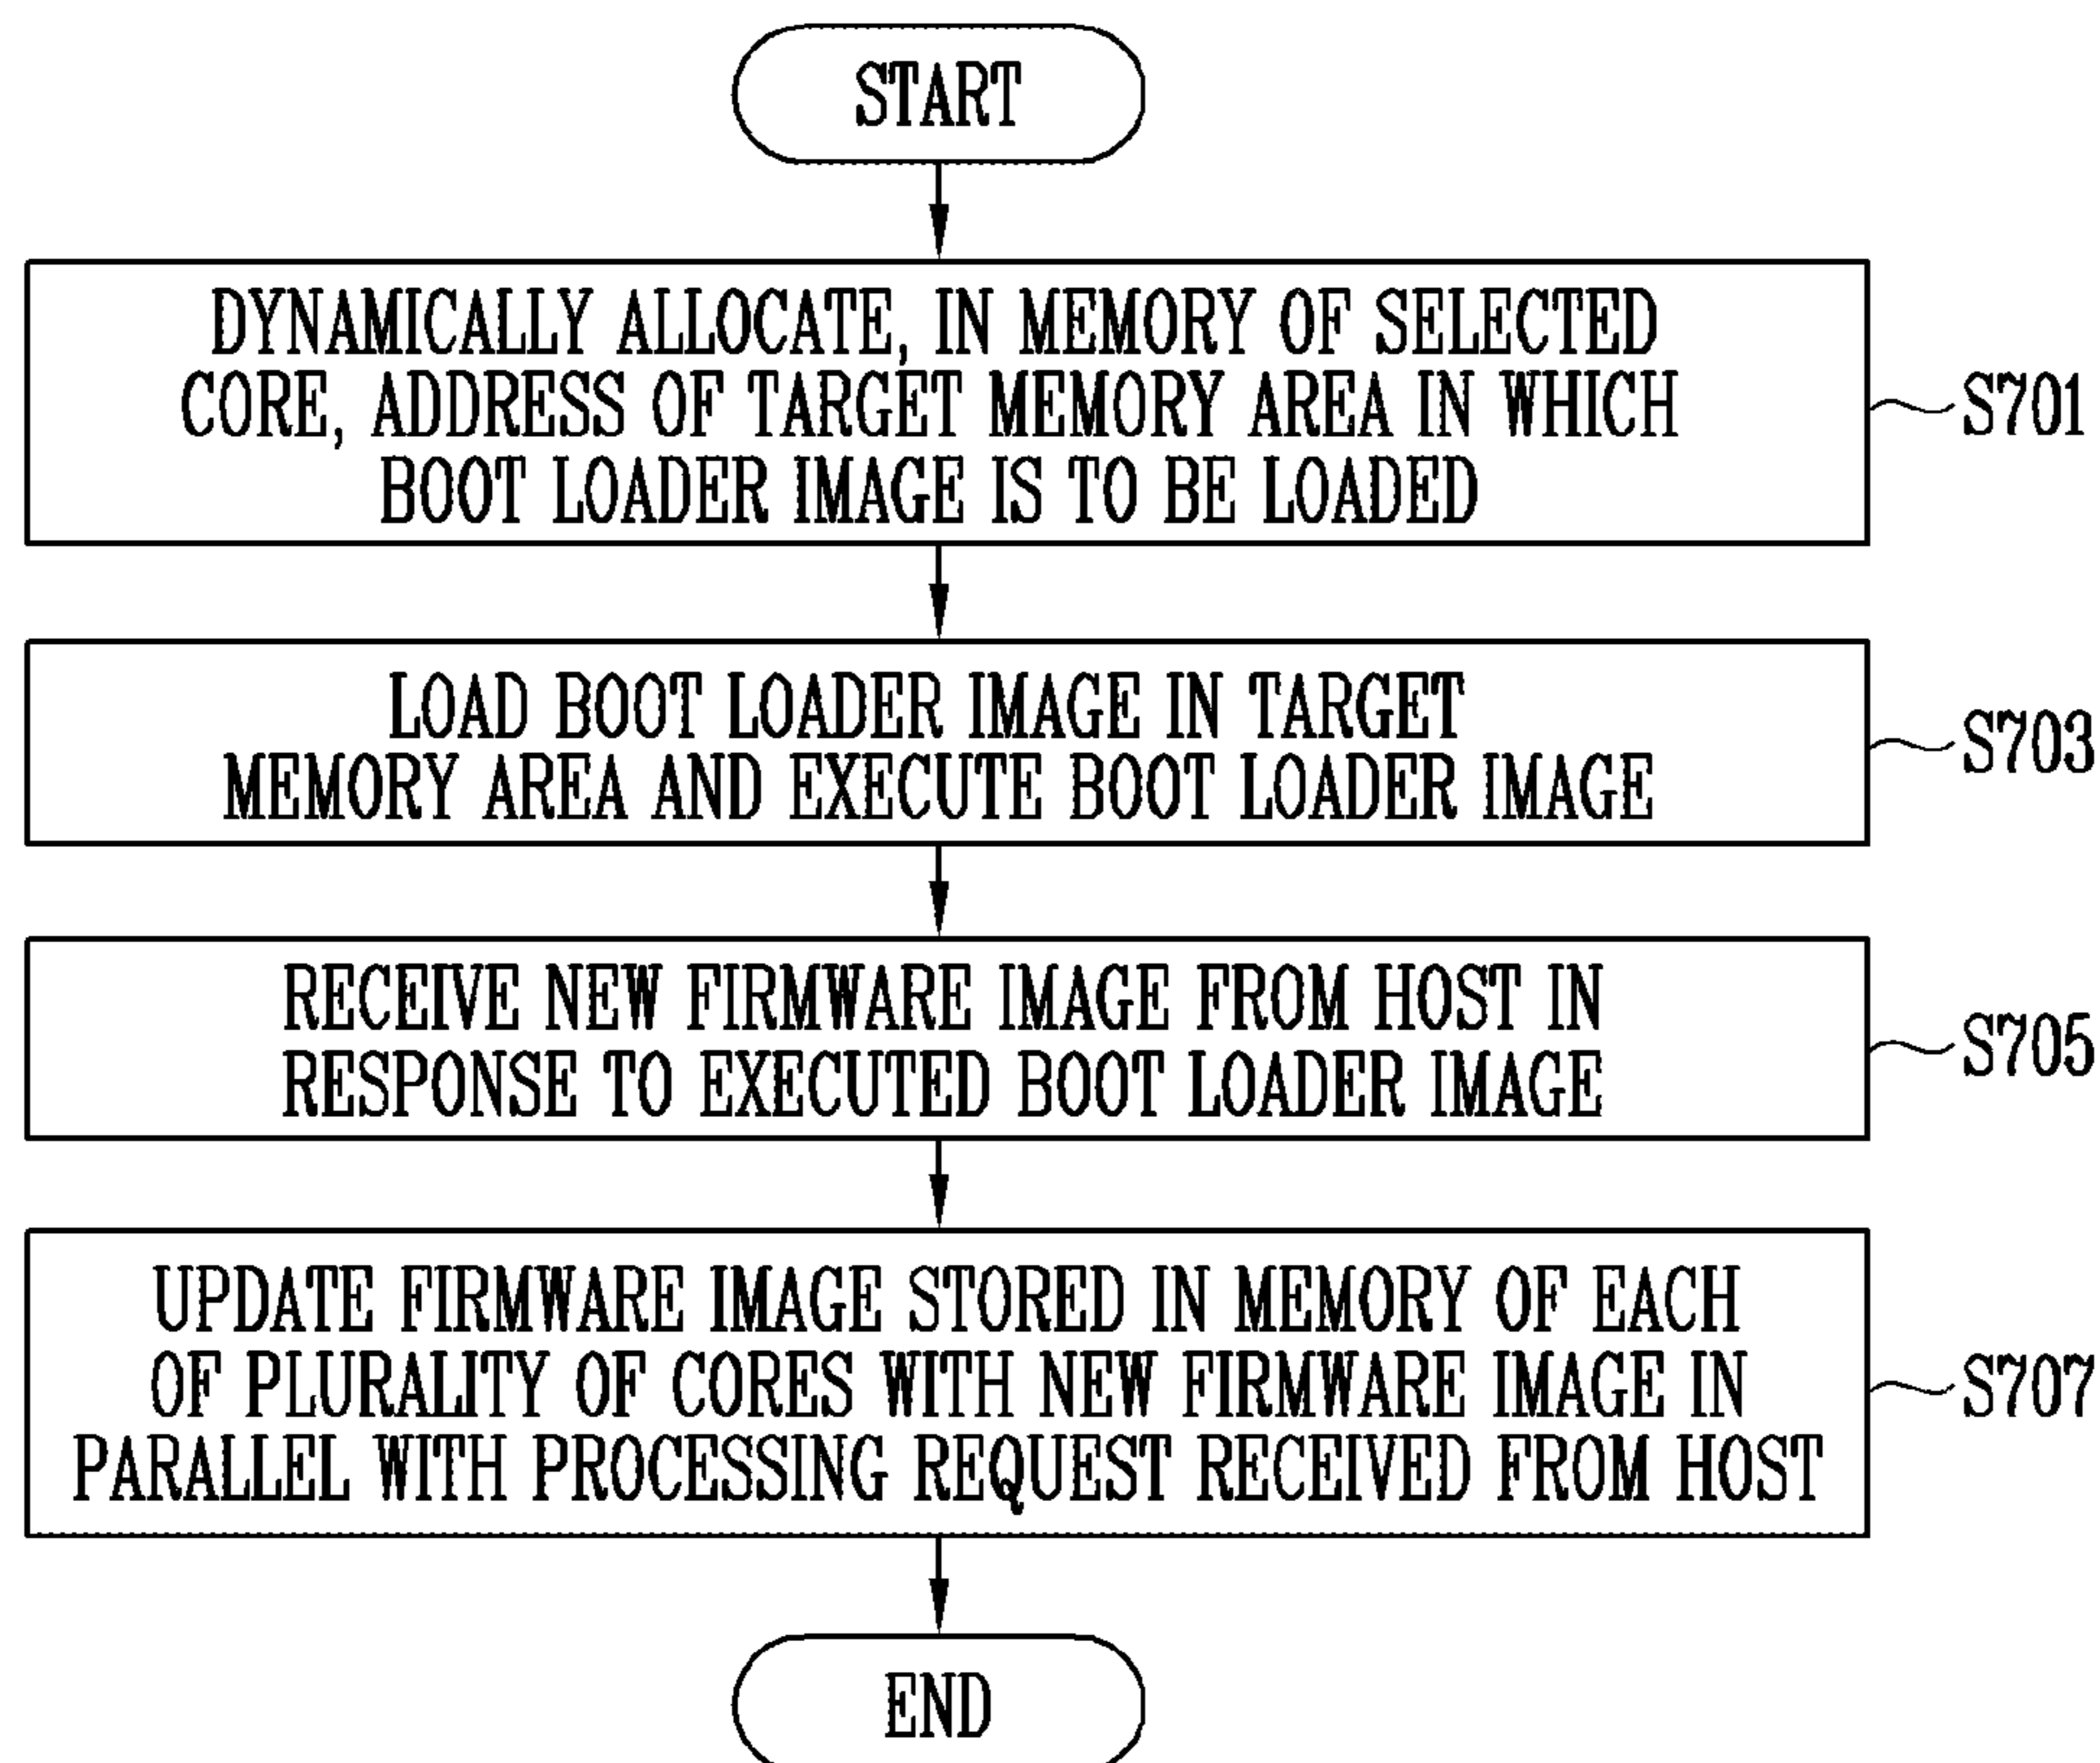 START
DYNAMICALLY ALLOCATE, IN MEMORY OF SELECTED
CORE, ADDRESS OF TARGET MEMORY AREA IN WHICH
BOOT LOADER IMAGE IS TO BE LOADED
S701
LOAD BOOT LOADER IMAGE IN TARGET
MEMORY AREA AND EXECUTE BOOT LOADER IMAGE
S703
RECEIVE NEW FIRMWARE IMAGE FROM HOST IN
RESPONSE TO EXECUTED BOOT LOADER IMAGE
S705
UPDATE FIRMWARE IMAGE STORED IN MEMORY OF EACH
OF PLURALITY OF CORES WITH NEW FIRMWARE IMAGE IN
PARALLEL WITH PROCESSING REQUEST RECEIVED FROM HOST
S707
END